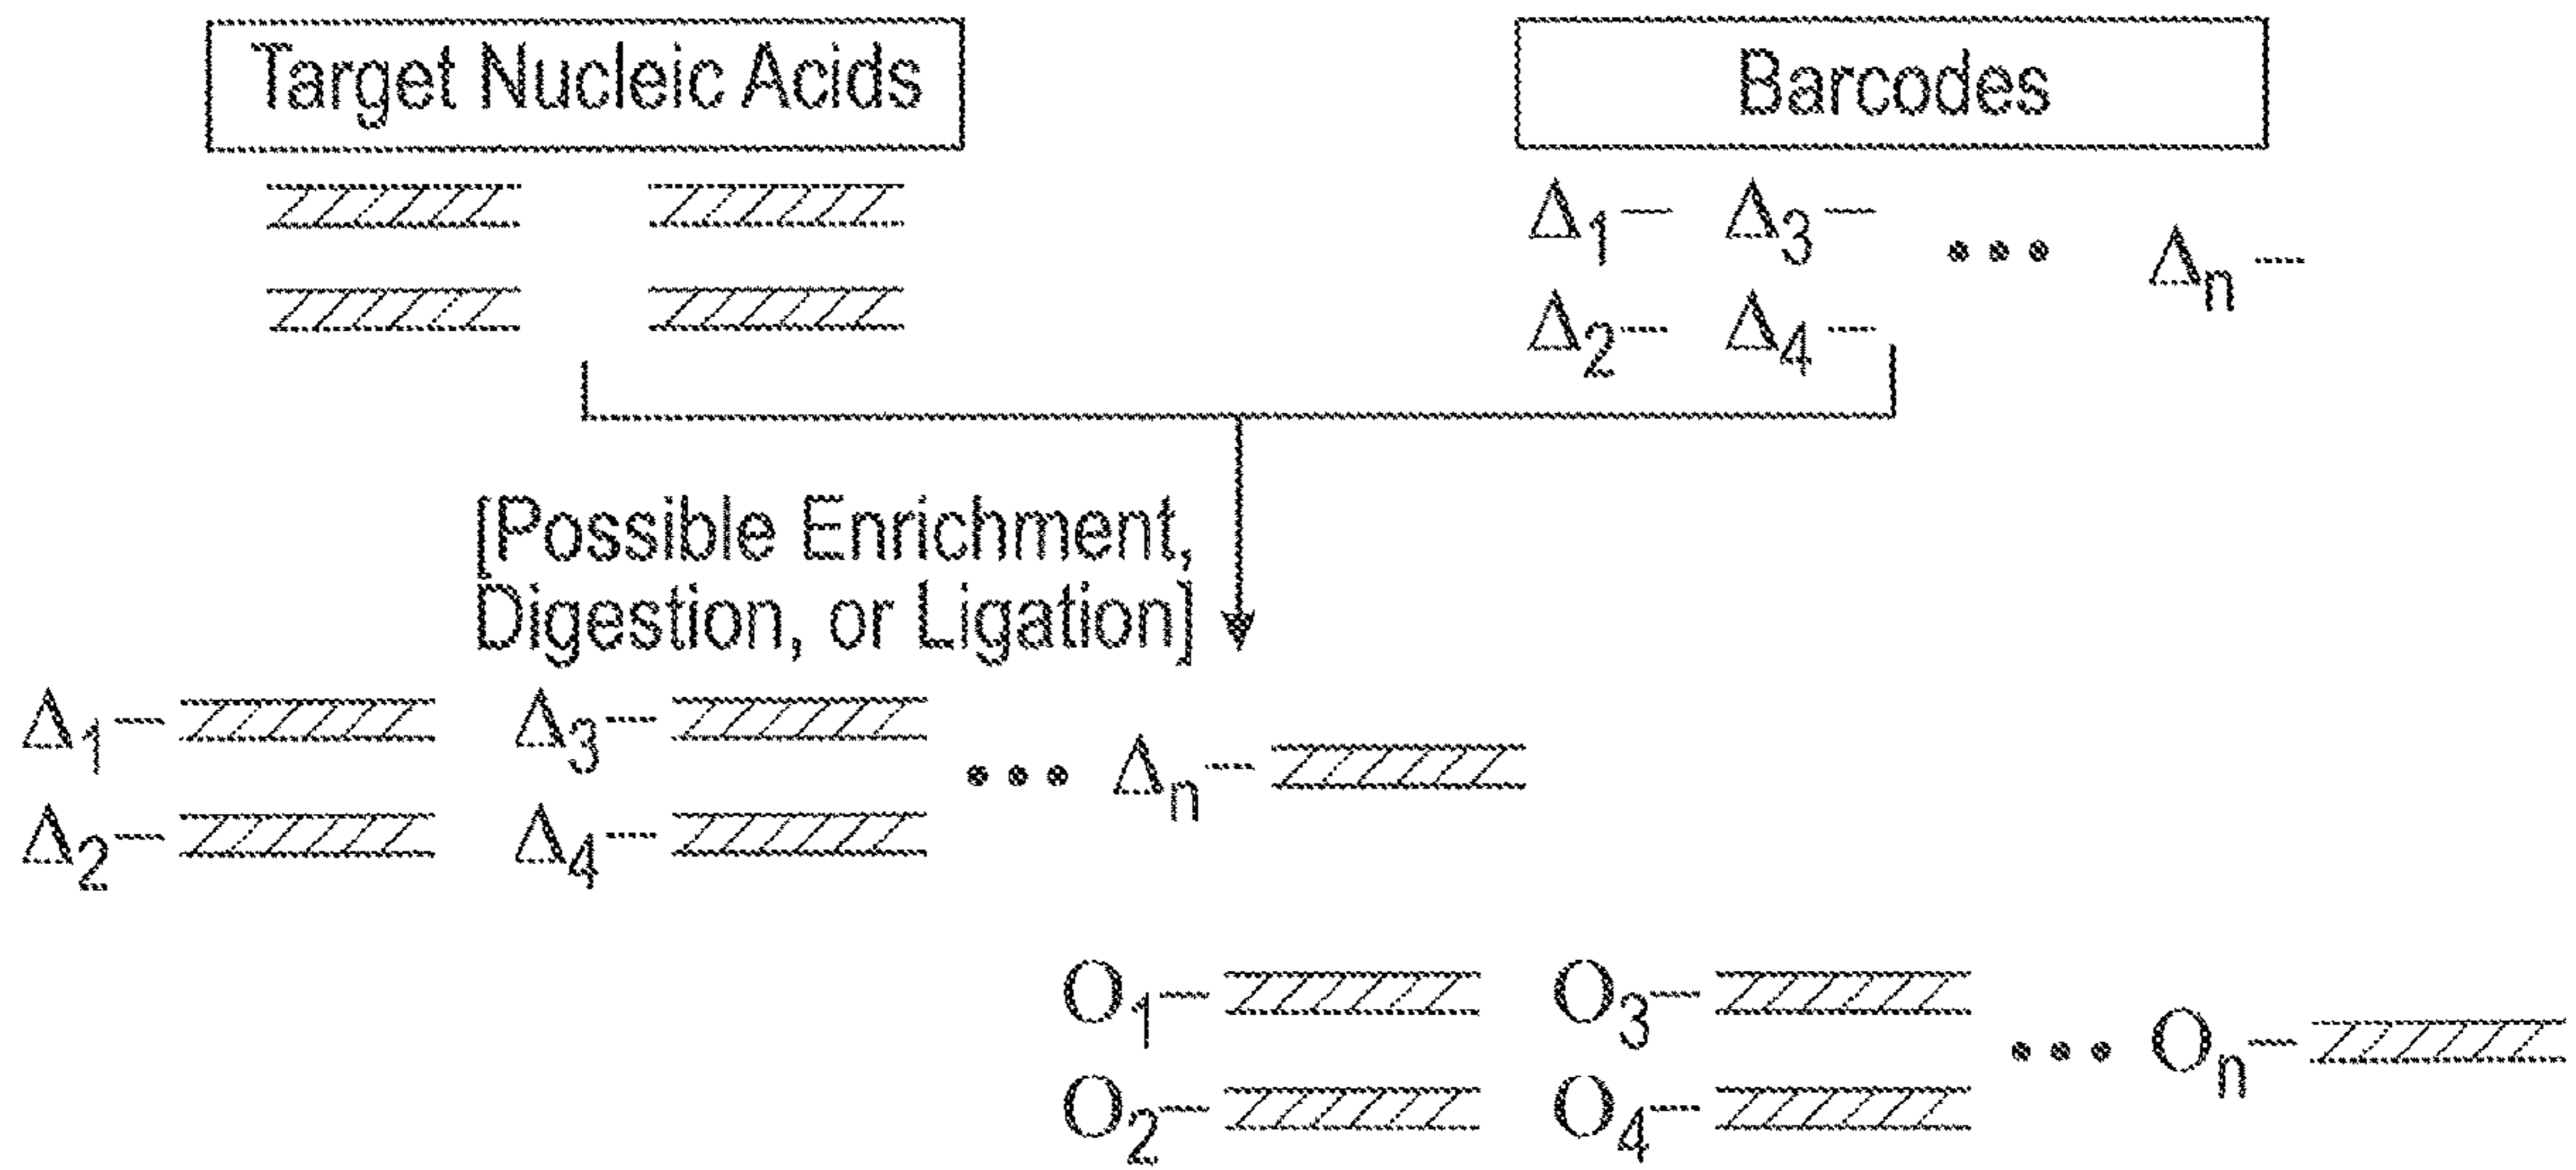 Target Nucleic Acids
Barcodes
Δ1 Δ3 ••• Δn
Δ2 Δ4
[Possible Enrichment,
Digestion, or Ligation]
Δ1 Δ3 ••• Δn
Δ2 Δ4
O1 O3 ••• On
O2 O4